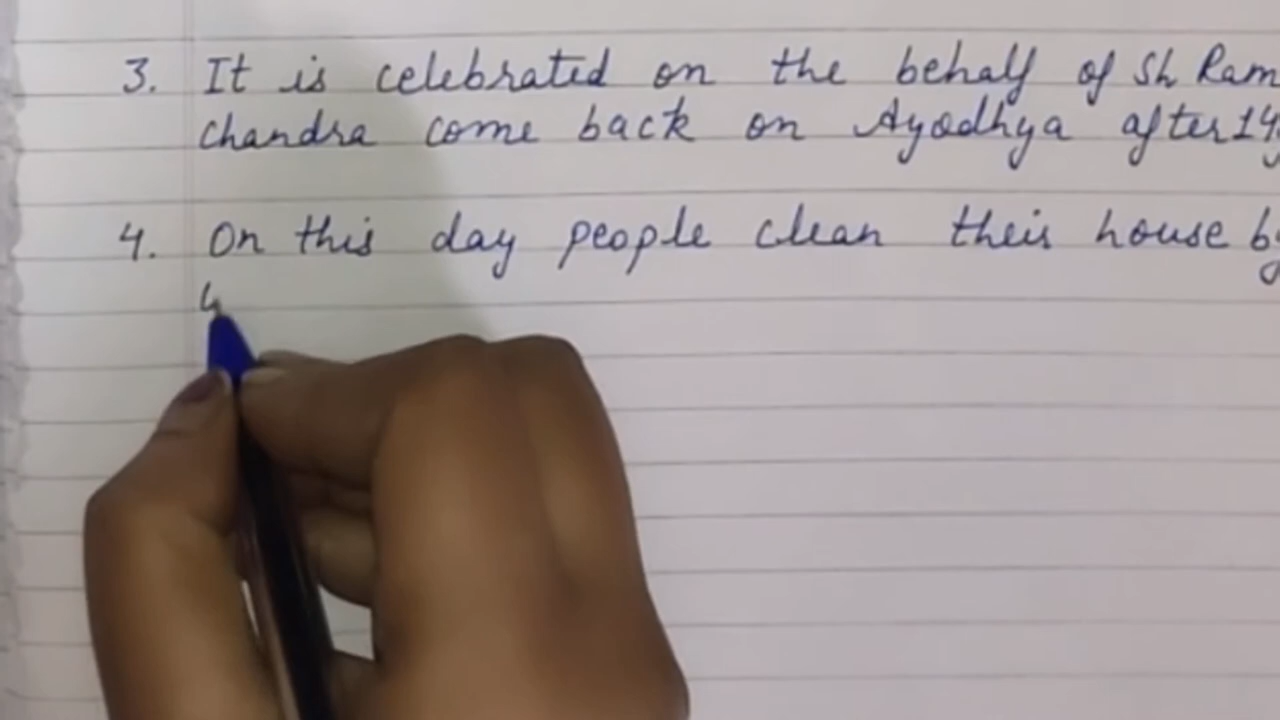 3. It is celebrated on the behalf of Sh Ram
chandra come back on Ayodhya after 14
4. On this day people clean their house by